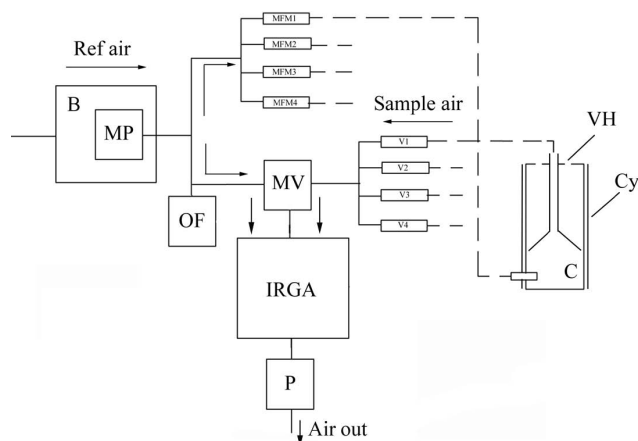 MFM1
Ref air
MFM2
B
MFM3
MP
MFM4
Sample air
VH
V1
Cy
V2
MV
V3
OF
V4
C
IRGA
P
Air out